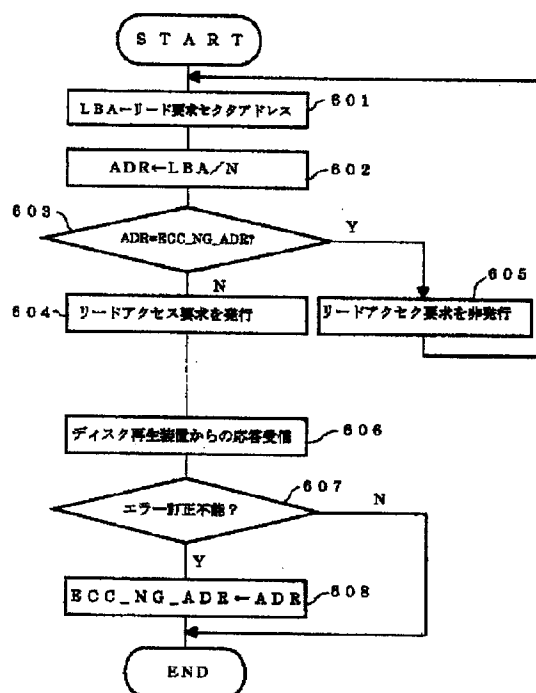 START
LBA←リード要求セクタアドレス
601
ADR←LBA/N
602
603
ADR=ECC_NG_ADR?
Y
N
604
リードアクセス要求を発行
605
リードアクセク要求を非発行
ディスク再生装置からの応答受信
606
607
エラー訂正不能?
N
Y
ECC_NG_ADR←ADR
608
END